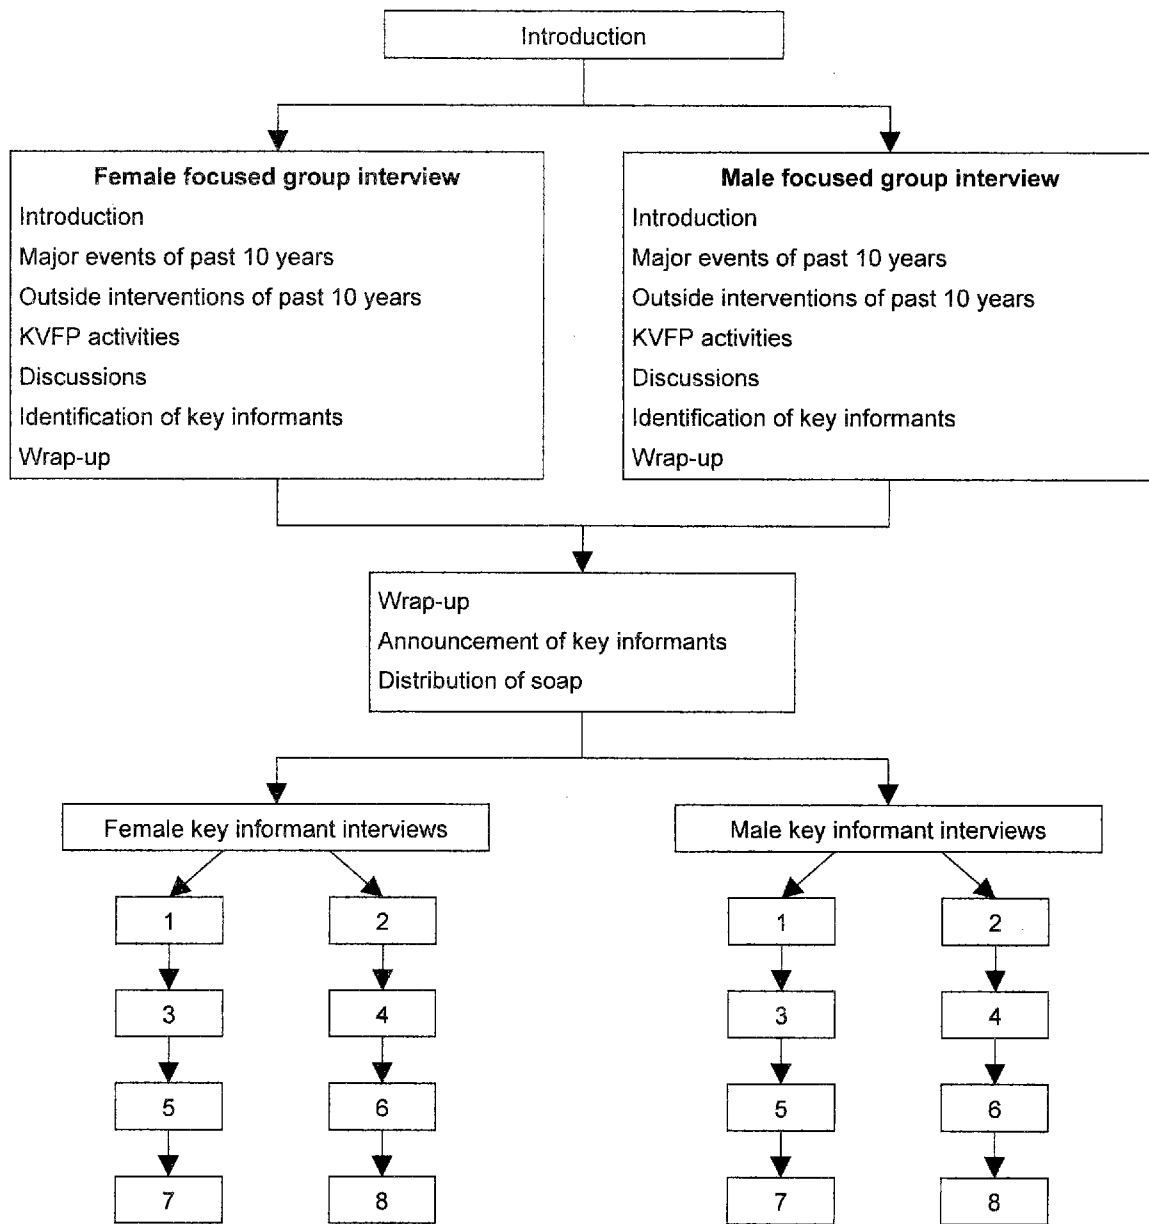 Introduction
Female focused group interview
Introduction
Major events of past 10 years
Outside interventions of past 10 years
KVFP activities
Discussions
Identification of key informants
Wrap-up
Male focused group interview
Introduction
Major events of past 10 years
Outside interventions of past 10 years
KVFP activities
Discussions
Identification of key informants
Wrap-up
Wrap-up
Announcement of key informants
Distribution of soap
Female key informant interviews
1
2
3
4
5
6
7
8
Male key informant interviews
1
2
3
4
5
6
7
8